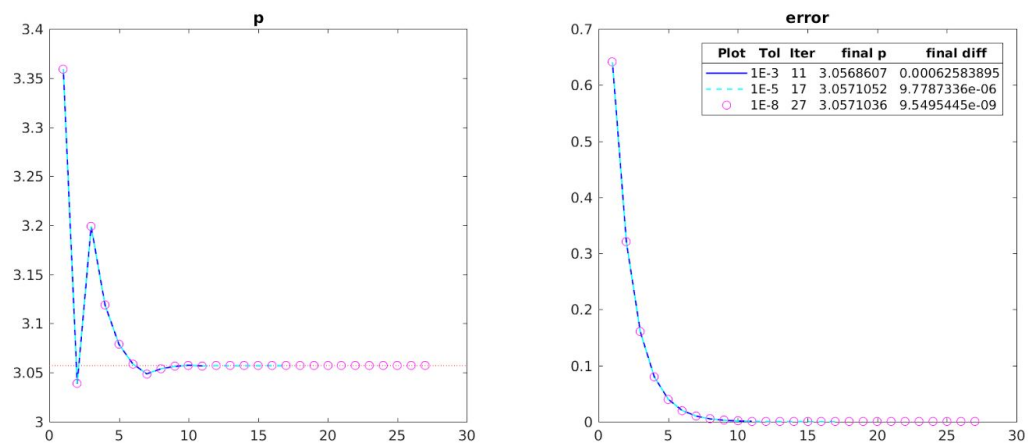 p
3.4
3.35
3.3
3.25
3.2
3.15
3.1
3.05
3
0 5 10 15 20 25 30
error
0.7
0.6
0.5
0.4
0.3
0.2
0.1
0
0 5 10 15 20 25 30
Plot Tol Iter final p final diff
1E-3 11 3.0568607 0.00062583895
1E-5 17 3.0571052 9.7787336e-06
1E-8 27 3.0571036 9.5495445e-09